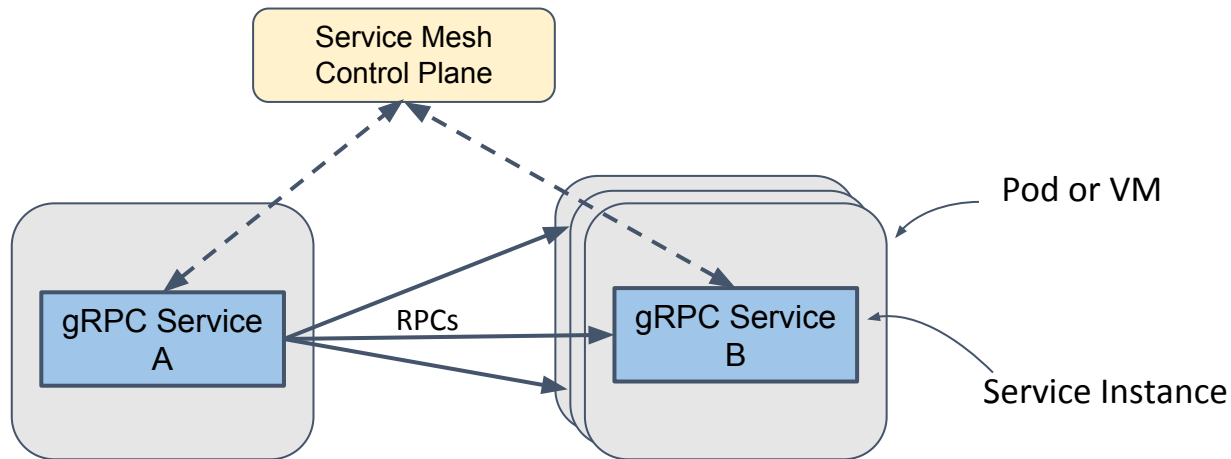 Service Mesh
Control Plane
Pod or VM
gRPC Service
A
RPCs
gRPC Service
B
Service Instance